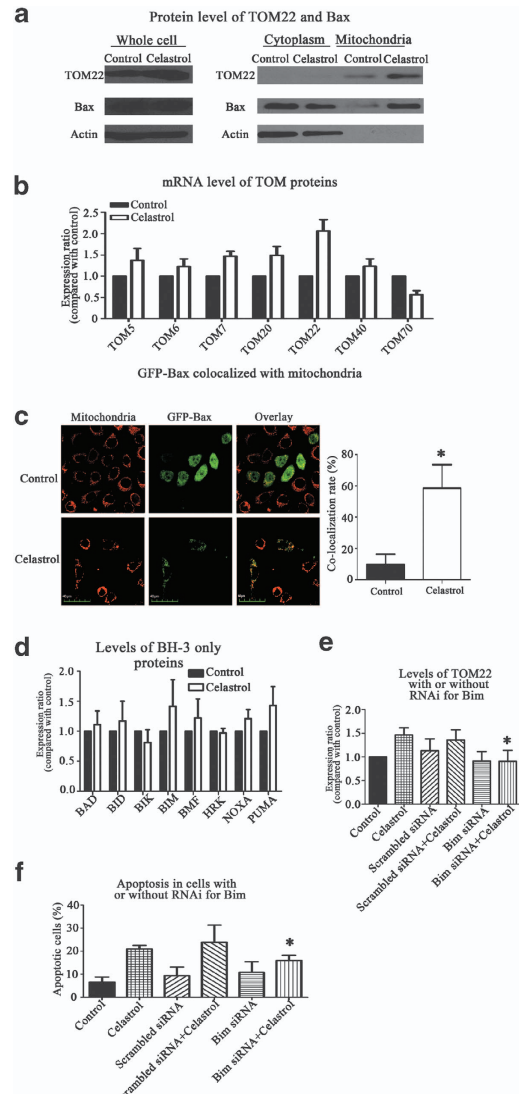 a
Protein level of TOM22 and Bax
Whole cell
Control Celastrol
TOM22
Bax
Actin
Cytoplasm Mitochondria
Control Celastrol Control Celastrol
TOM22
Bax
Actin
b
mRNA level of TOM proteins
Control
Celastrol
Expression ratio
(compared with control)
2.5
2.0
1.5
1.0
0.5
0
TOM5 TOM6 TOM7 TOM20 TOM22 TOM40 TOM70
GFP-Bax colocalized with mitochondria
c
Mitochondria GFP-Bax Overlay
Control
Celastrol
Co-localization rate (%)
80
60
40
20
0
*
Control Celastrol
d
Levels of BH-3 only
proteins
Control
Celastrol
Expression ratio
(compared with control)
2.0
1.5
1.0
0.5
0.0
BAD BID BIK BIM BMF HRK NOXA PUMA
e
Levels of TOM22
with or without
RNAi for Bim
Expression ratio
(compared with control)
2.0
1.5
1.0
0.5
0.0
*
Control
Celastrol
Scrambled siRNA
Scrambled siRNA+Celastrol
Bim siRNA
Bim siRNA+Celastrol
f
Apoptosis in cells with
or without RNAi for Bim
Apoptotic cells (%)
40
30
20
10
0
*
Control
Celastrol
Scrambled siRNA
crambled siRNA+Celastrol
Bim siRNA
Bim siRNA+Celastrol